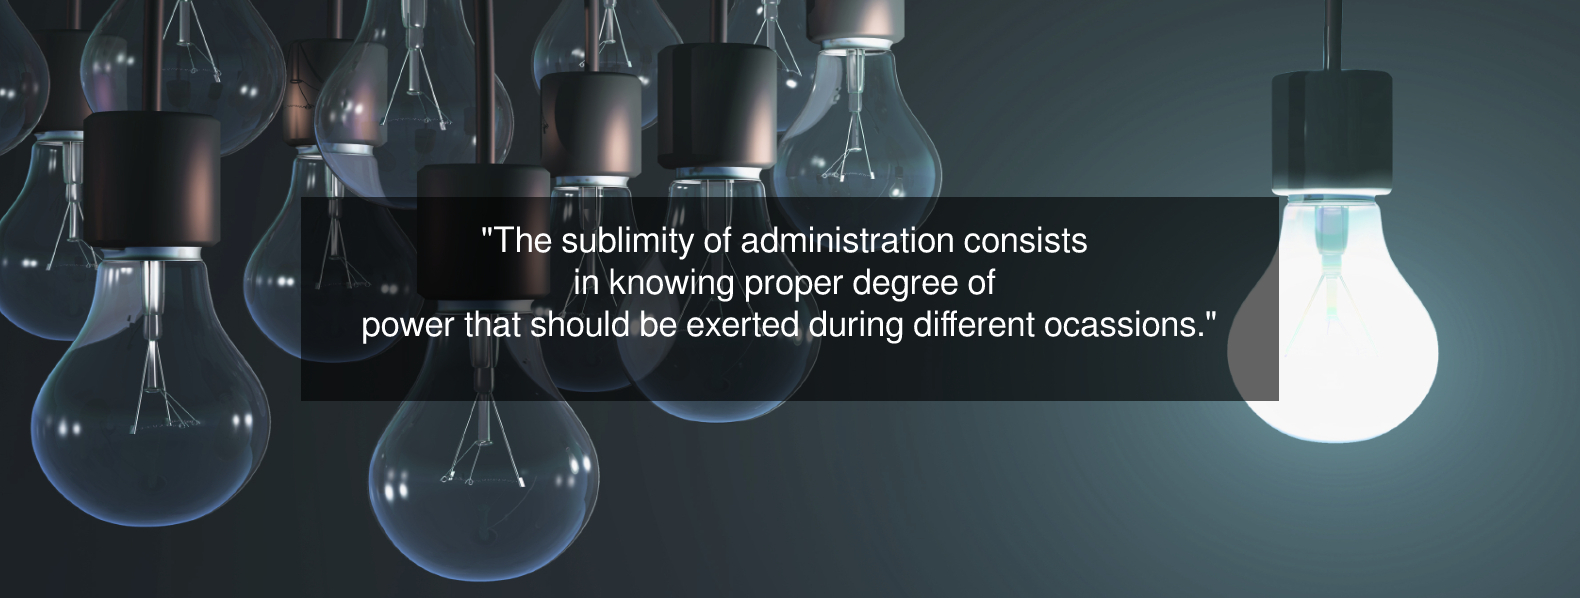 "The sublimity of administration consists
in knowing proper degree of
power that should be exerted during different ocassions."